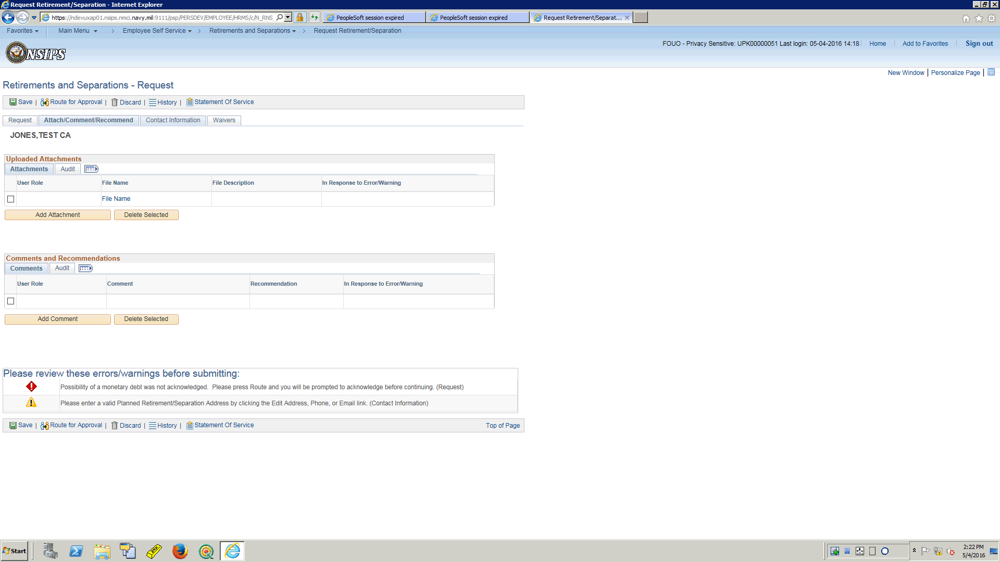 Request Retirement/Separation - Internet Explorer
https://ndevuxap01.nsips.nmci.navy.mil:9111/psp/PERSDEV/EMPLOYEE/HRMS/c/N_RNS_
PeopleSoft session expired
PeopleSoft session expired
Request Retirement/Separat...
Favorites
Main Menu
>
Employee Self Service
>
Retirements and Separations
>
Request Retirement/Separation
NSIPS
FOUO - Privacy Sensitive: UPK00000051 Last login: 05-04-2016 14:18
Home
Add to Favorites
Sign out
New Window | Personalize Page |
Retirements and Separations - Request
Save | Route for Approval | Discard | History | Statement Of Service
Request
Attach/Comment/Recommend
Contact Information
Waivers
JONES,TEST CA
Uploaded Attachments
Attachments
Audit
User Role
File Name
File Description
In Response to Error/Warning
File Name
Add Attachment
Delete Selected
Comments and Recommendations
Comments
Audit
User Role
Comment
Recommendation
In Response to Error/Warning
Add Comment
Delete Selected
Please review these errors/warnings before submitting:
Possibility of a monetary debt was not acknowledged.  Please press Route and you will be prompted to acknowledge before continuing. (Request)
Please enter a valid Planned Retirement/Separation Address by clicking the Edit Address, Phone, or Email link. (Contact Information)
Save | Route for Approval | Discard | History | Statement Of Service
Top of Page
Start
2:22 PM
5/4/2016